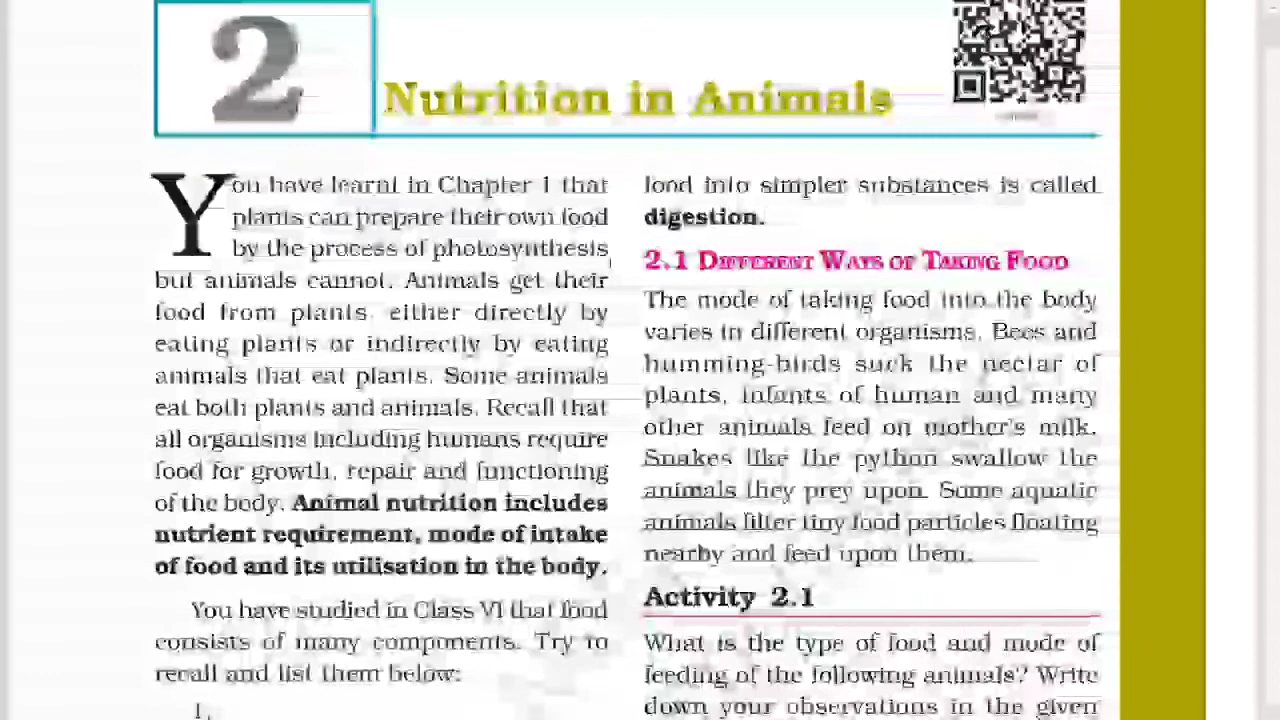 2
Nutrition in Animals
You have learnt in Chapter 1 that
plants can prepare their own food
by the process of photosynthesis
but animals cannot. Animals get their
food from plants, either directly by
eating plants or indirectly by eating
animals that eat plants. Some animals
eat both plants and animals. Recall that
all organisms including humans require
food for growth, repair and functioning
of the body. Animal nutrition includes
nutrient requirement, mode of intake
of food and its utilisation in the body.
You have studied in Class VI that food
consists of many components. Try to
recall and list them below:
1.
food into simpler substances is called
digestion.
2.1 DIFFERENT WAYS OF TAKING FOOD
The mode of taking food into the body
varies in different organisms. Bees and
humming-birds suck the nectar of
plants, infants of human and many
other animals feed on mother's milk.
Snakes like the python swallow the
animals they prey upon. Some aquatic
animals filter tiny food particles floating
nearby and feed upon them.
Activity 2.1
What is the type of food and mode of
feeding of the following animals? Write
down your observations in the given